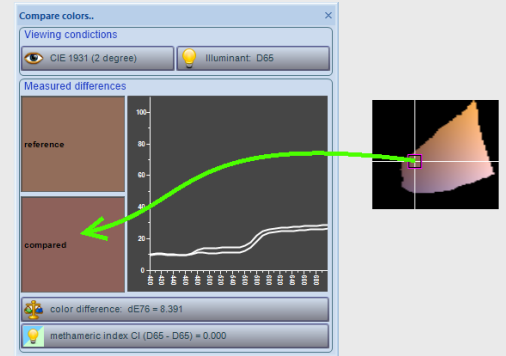 Compare colors..
Viewing condictions
CIE 1931 (2 degree)
Illuminant: D65
Measured differences
reference
compared
100
80
60
40
20
0
color difference: dE76 = 8.391
methameric index CI (D65 - D65) = 0.000